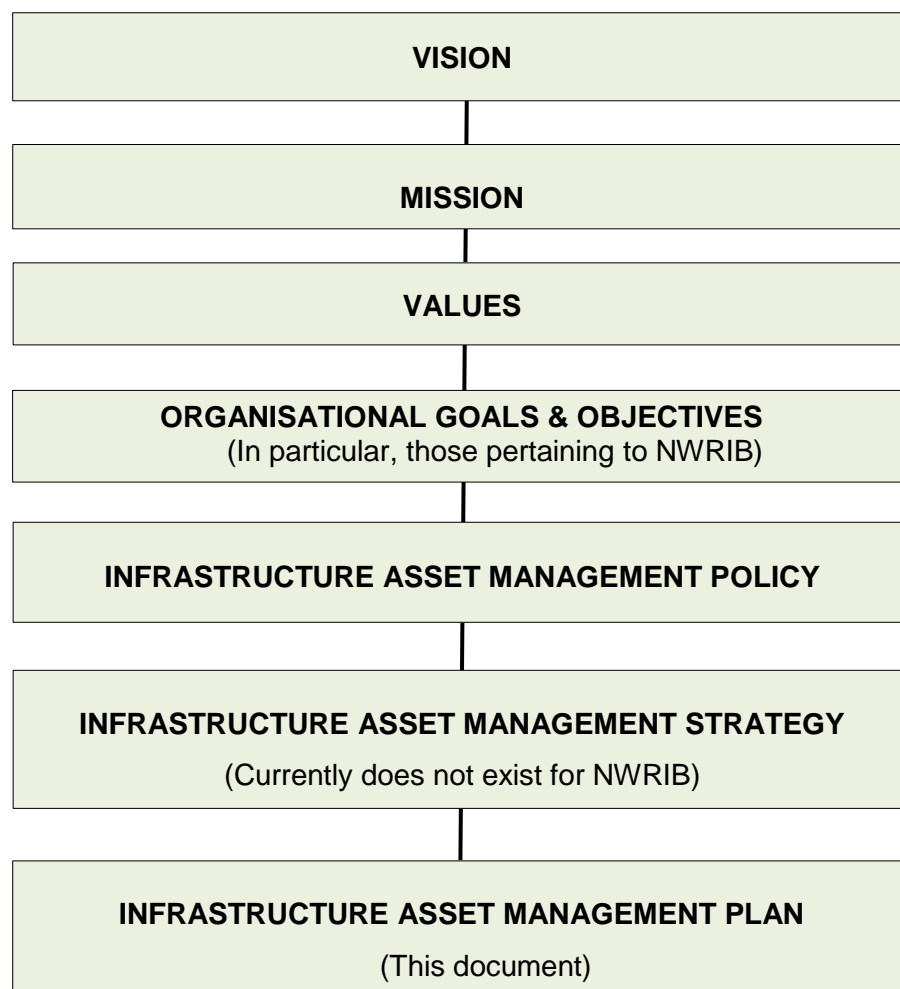 VISION
MISSION
VALUES
ORGANISATIONAL GOALS & OBJECTIVES
(In particular, those pertaining to NWRIB)
INFRASTRUCTURE ASSET MANAGEMENT POLICY
INFRASTRUCTURE ASSET MANAGEMENT STRATEGY
(Currently does not exist for NWRIB)
INFRASTRUCTURE ASSET MANAGEMENT PLAN
(This document)